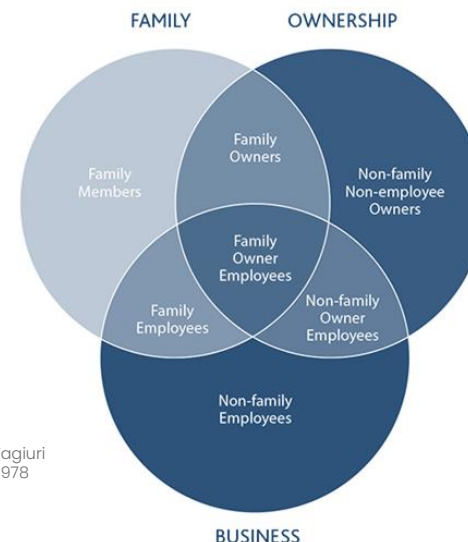 FAMILY
OWNERSHIP
Family
Owners
Family
Members
Non-family
Non-employee
Owners
Family
Owner
Employees
Family
Employees
Non-family
Owner
Employees
Non-family
Employees
agiuri
978
BUSINESS